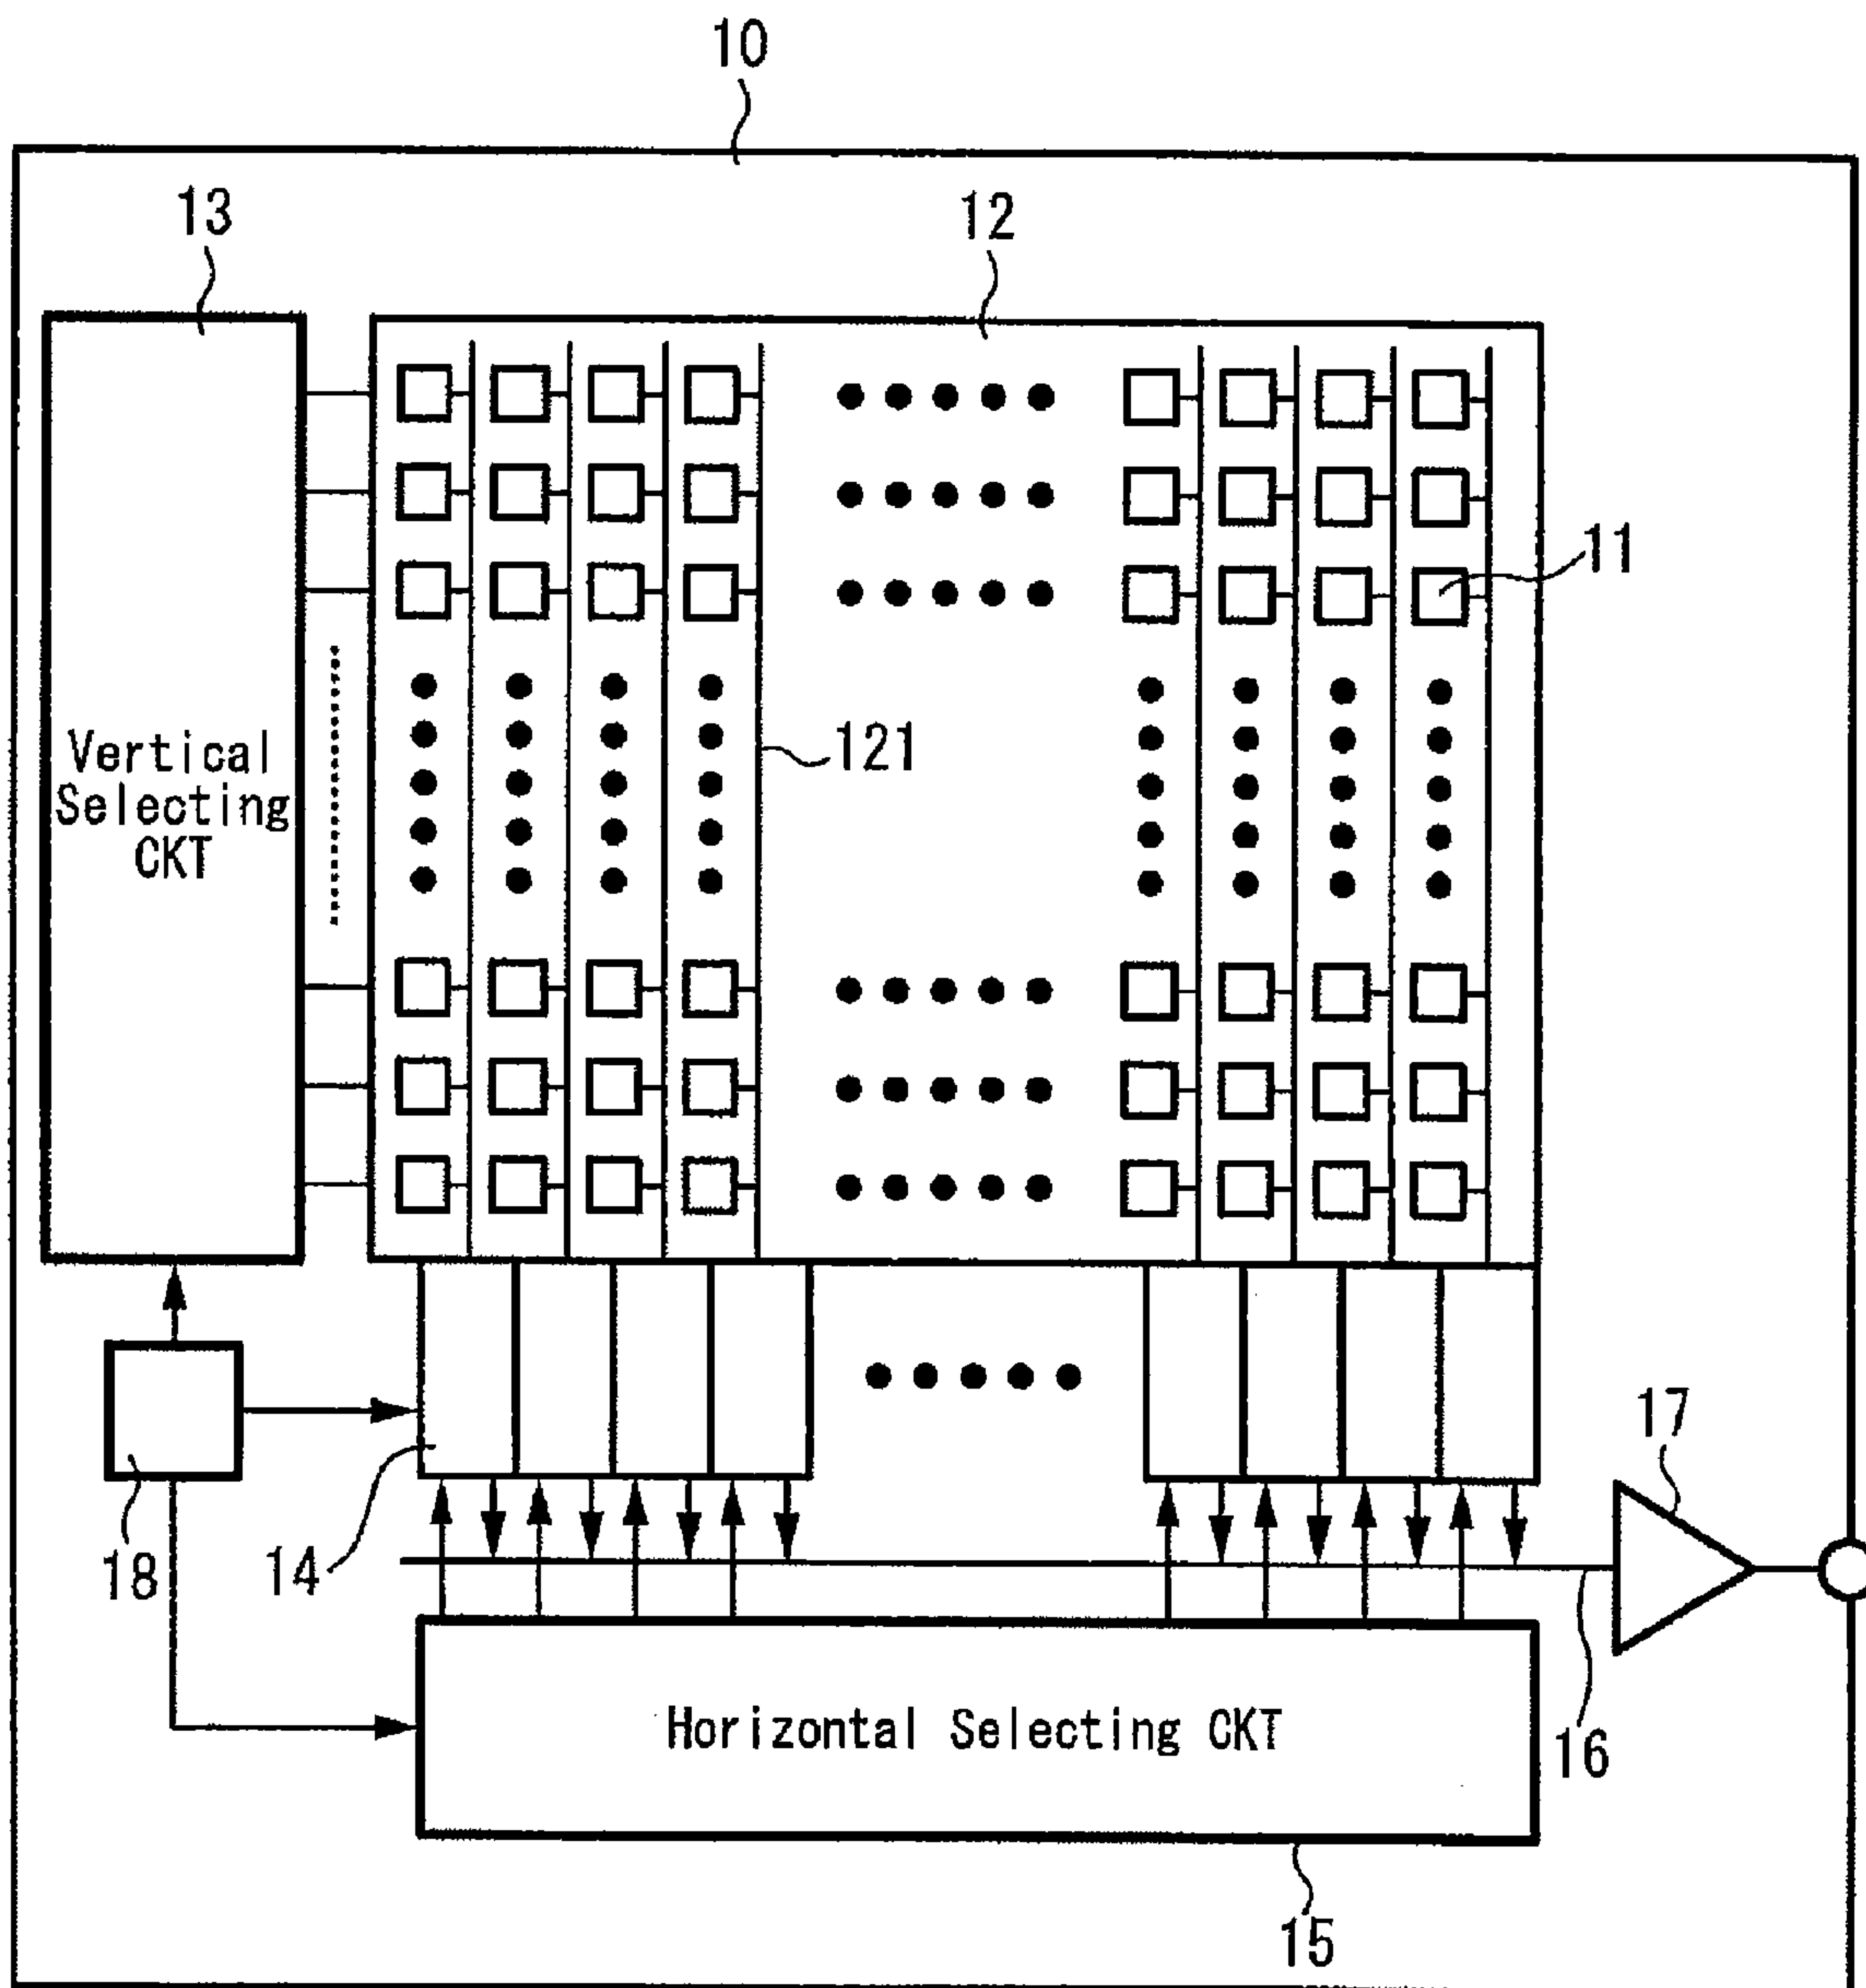 10
13
12
11
Vertical
Selecting
CKT
121
17
18
14
16
Horizontal Selecting CKT
15